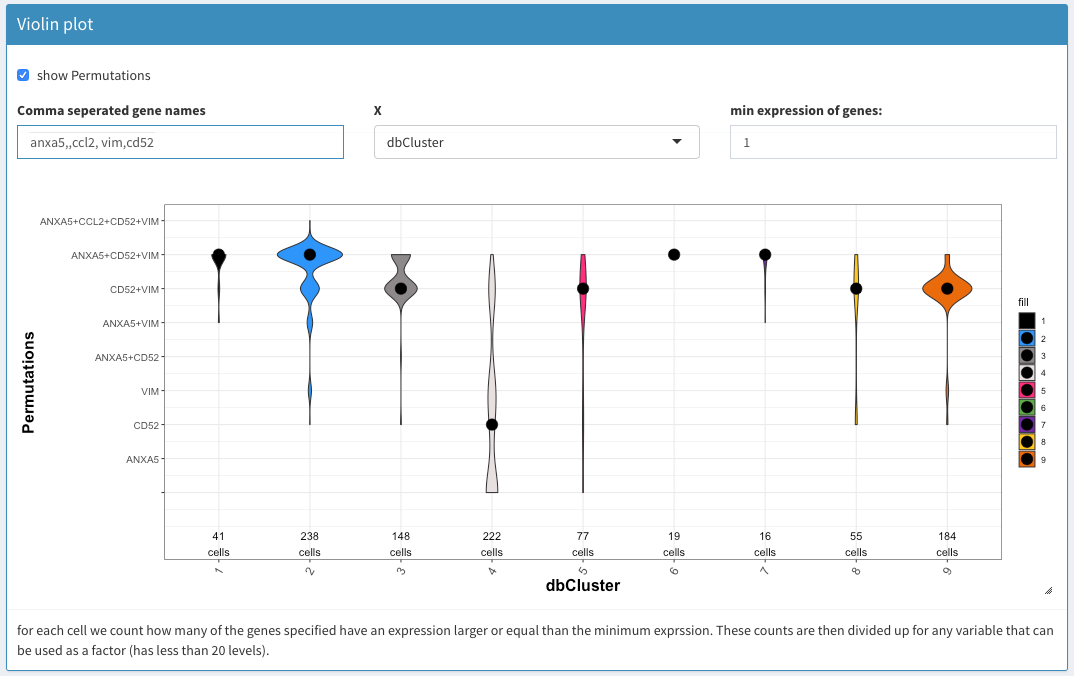 Violin plot
show Permutations
Comma seperated gene names
X
min expression of genes:
anxa5,,ccl2, vim,cd52
dbCluster
1
ANXA5+CCL2+CD52+VIM
ANXA5+CD52+VIM
CD52+VIM
ANXA5+VIM
ANXA5+CD52
VIM
CD52
ANXA5
Permutations
41 cells
238 cells
148 cells
222 cells
77 cells
19 cells
16 cells
55 cells
184 cells
1 2 3 4 5 6 7 8 9
dbCluster
fill
1
2
3
4
5
6
7
8
9
for each cell we count how many of the genes specified have an expression larger or equal than the minimum exprssion. These counts are then divided up for any variable that can
be used as a factor (has less than 20 levels).